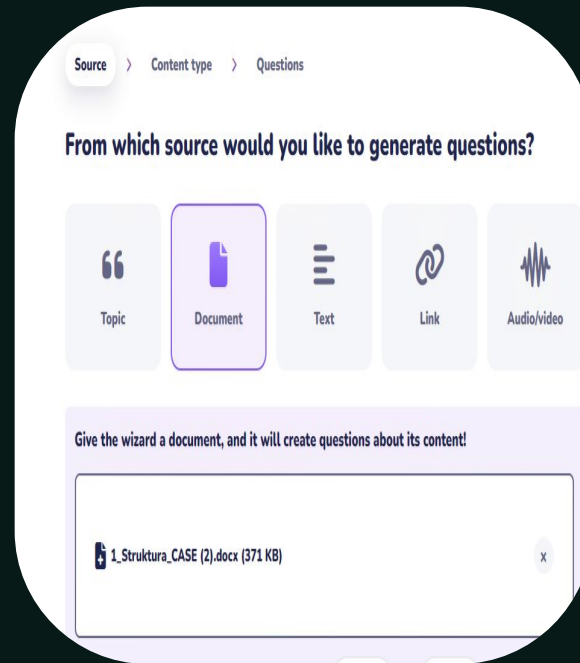 Source > Content type > Questions
From which source would you like to generate questions?
Topic Document Text Link Audio/video
Give the wizard a document, and it will create questions about its content!
1_Struktura_CASE (2).docx (371 KB) x